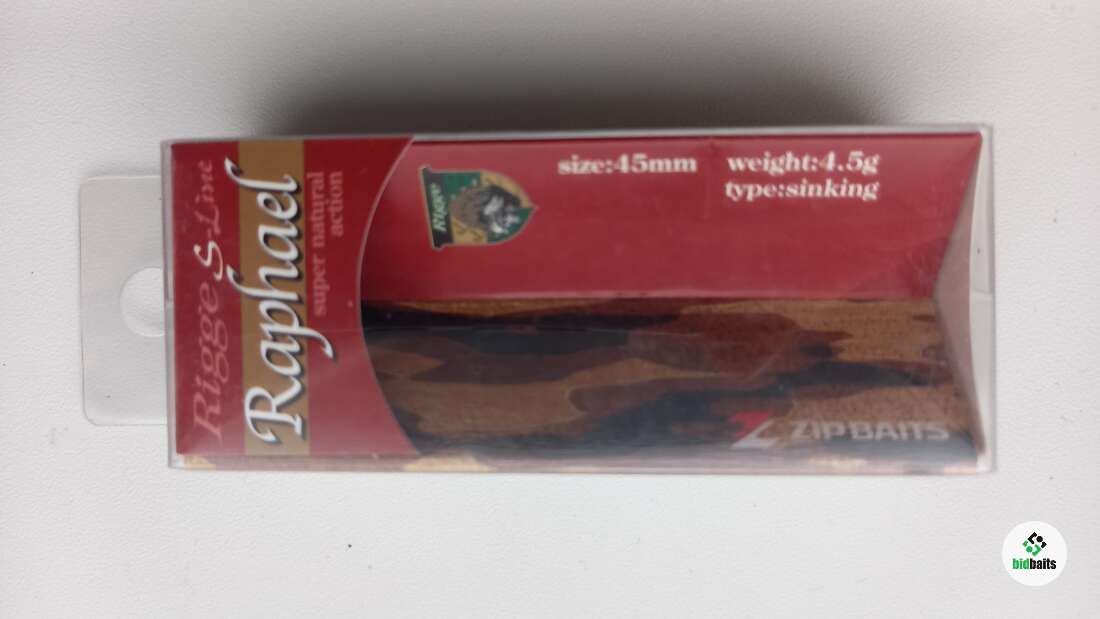 Rigge S-Line
Raphael
super natural
action
Rigge
size:45mm
weight:4.5g
type:sinking
ZIPBAITS
bidbaits